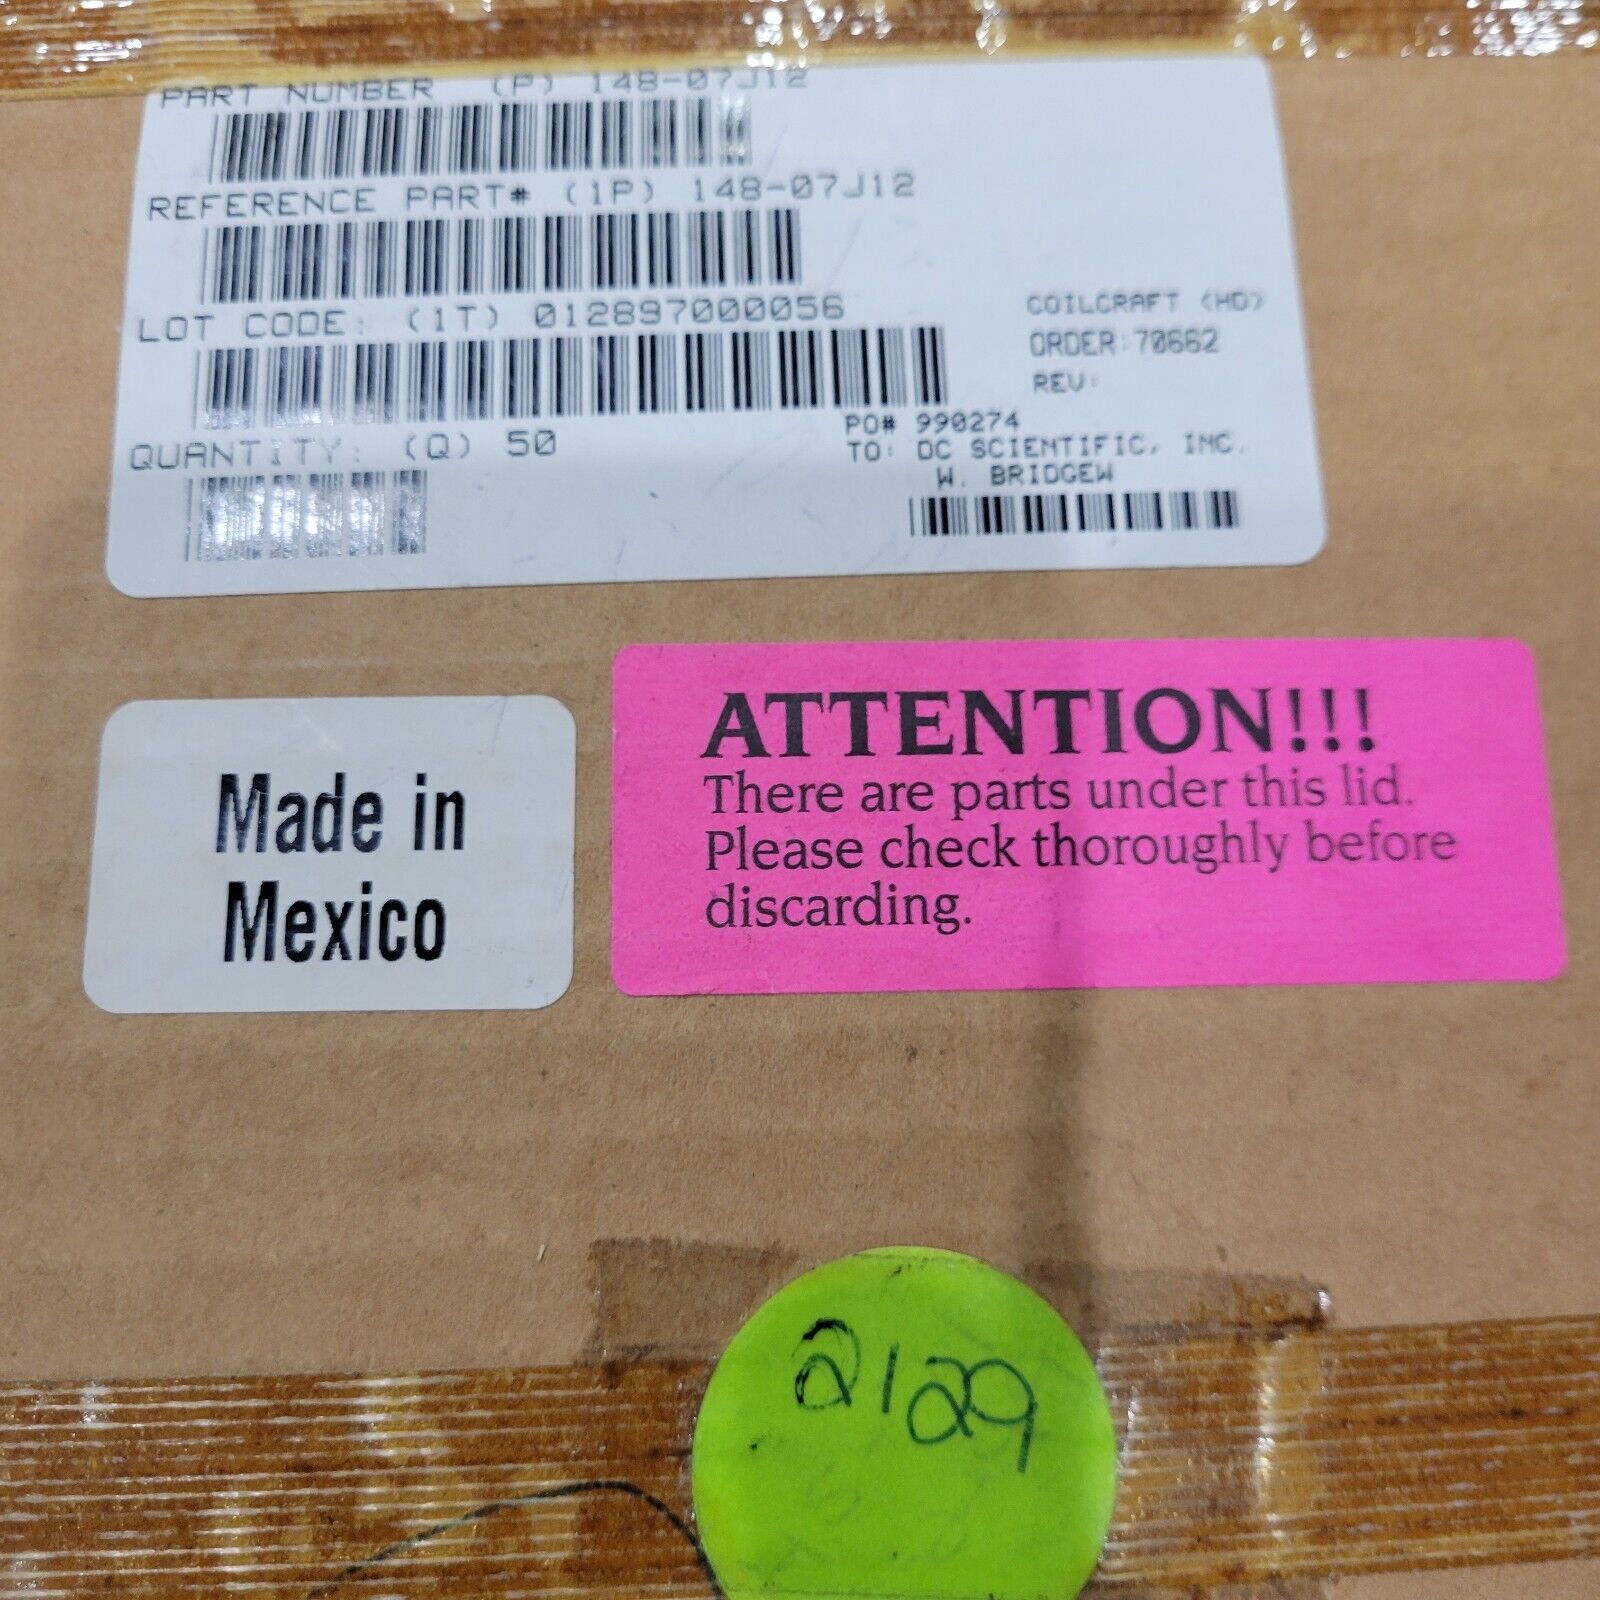 PART NUMBER (P) 148-07J12
REFERENCE PART# (1P) 148-07J12
LOT CODE: (1T) 012897000056
QUANTITY: (Q) 50
COILCRAFT (HD)
ORDER:70662
REV:
PO# 990274
TO: DC SCIENTIFIC, INC.
W. BRIDGEW
Made in
Mexico
ATTENTION!!!
There are parts under this lid.
Please check thoroughly before
discarding.
2129